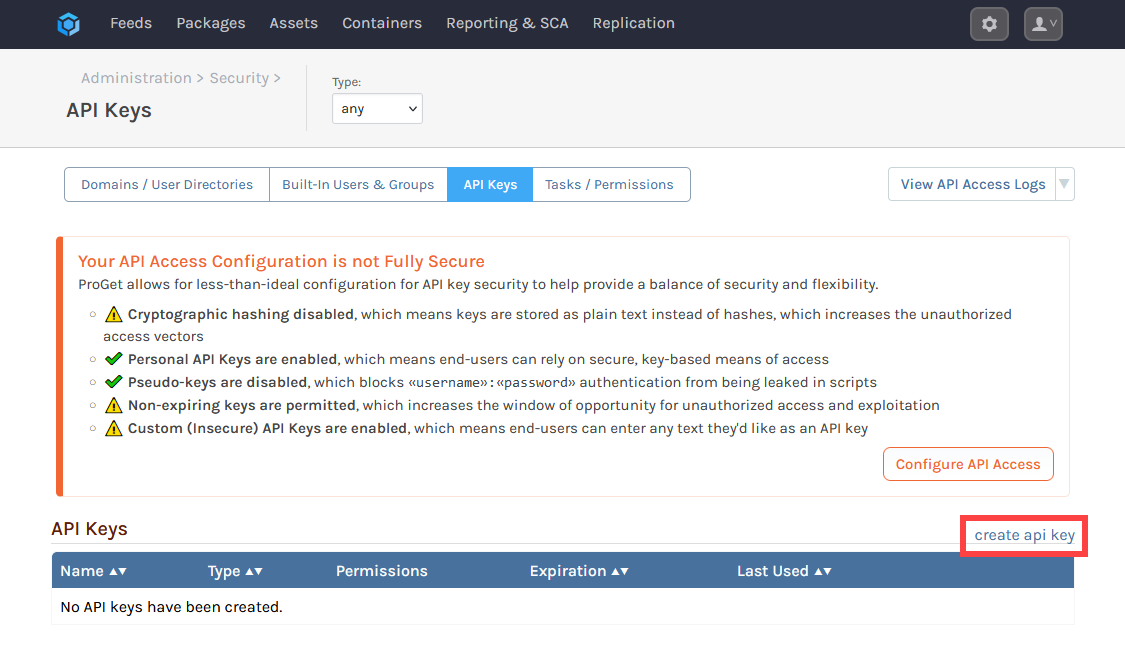 Feeds Packages Assets Containers Reporting & SCA Replication
Administration > Security >
API Keys
Type:
any
Domains / User Directories Built-In Users & Groups API Keys Tasks / Permissions
View API Access Logs
Your API Access Configuration is not Fully Secure
ProGet allows for less-than-ideal configuration for API key security to help provide a balance of security and flexibility.
Cryptographic hashing disabled, which means keys are stored as plain text instead of hashes, which increases the unauthorized
access vectors
Personal API Keys are enabled, which means end-users can rely on secure, key-based means of access
Pseudo-keys are disabled, which blocks «username»:«password» authentication from being leaked in scripts
Non-expiring keys are permitted, which increases the window of opportunity for unauthorized access and exploitation
Custom (Insecure) API Keys are enabled, which means end-users can enter any text they'd like as an API key
Configure API Access
API Keys
create api key
Name Type Permissions Expiration Last Used
No API keys have been created.